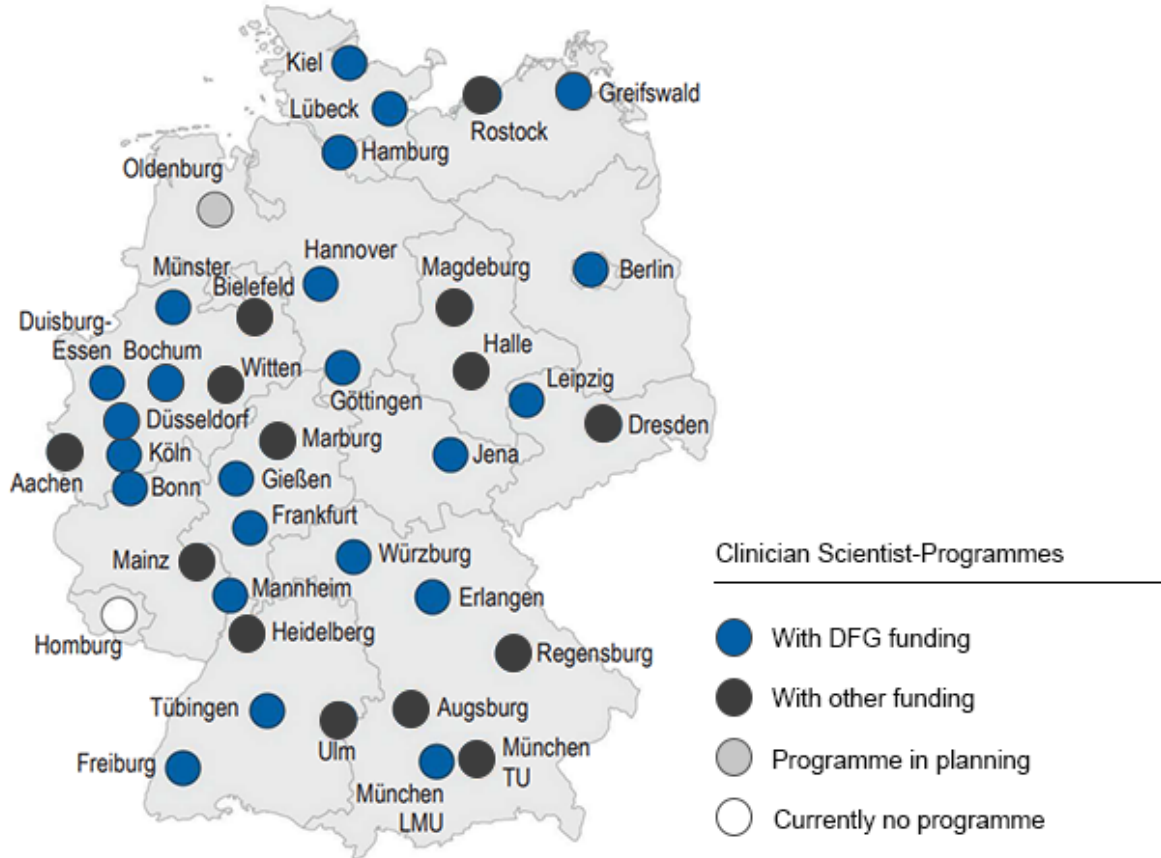 Kiel
Lübeck
Rostock
Greifswald
Hamburg
Oldenburg
Hannover
Münster
Bielefeld
Magdeburg
Berlin
Duisburg-
Essen
Bochum
Witten
Halle
Leipzig
Göttingen
Düsseldorf
Dresden
Marburg
Köln
Jena
Aachen
Gießen
Bonn
Frankfurt
Mainz
Würzburg
Mannheim
Erlangen
Homburg
Heidelberg
Regensburg
Tübingen
Ulm
Augsburg
Freiburg
München
TU
München
LMU
Clinician Scientist-Programmes
With DFG funding
With other funding
Programme in planning
Currently no programme